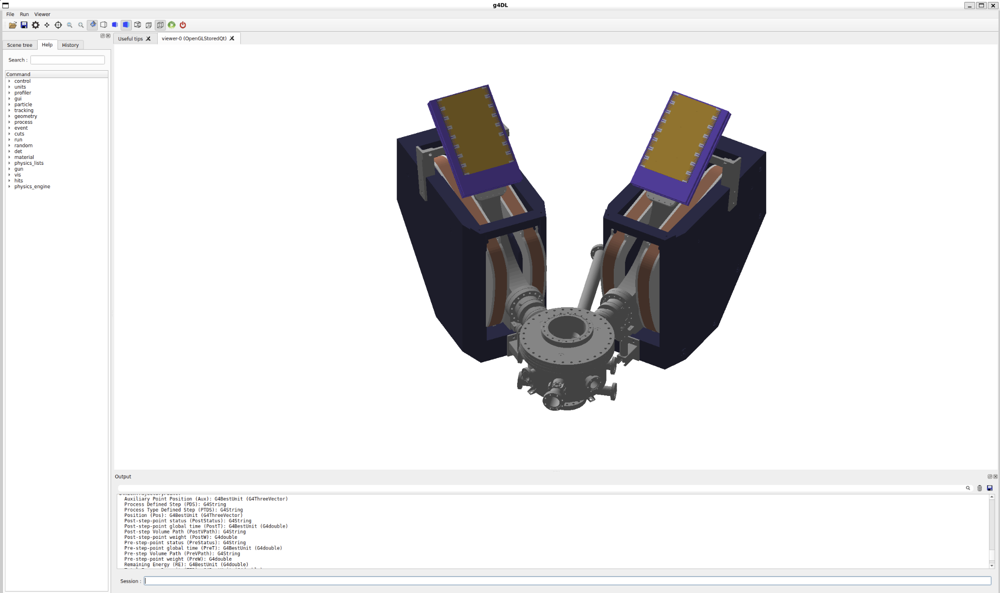 g4DL
File Run Viewer
Useful tips
viewer-0 (OpenGLStoredQt)
Scene tree Help History
Search :
Command
control
units
profiler
gui
particle
tracking
geometry
process
event
cuts
run
random
det
material
physics_lists
gun
vis
hits
physics_engine
Output
Auxiliary Point Position (Aux): G4BestUnit (G4ThreeVector)
Process Defined Step (PDS): G4String
Process Type Defined Step (PTDS): G4String
Position (Pos): G4BestUnit (G4ThreeVector)
Post-step-point status (PostStatus): G4String
Post-step-point global time (PostT): G4BestUnit (G4double)
Post-step Volume Path (PostVPath): G4String
Post-step-point weight (PostW): G4double
Pre-step-point status (PreStatus): G4String
Pre-step-point global time (PreT): G4BestUnit (G4double)
Pre-step Volume Path (PreVPath): G4String
Pre-step-point weight (PreW): G4double
Remaining Energy (RE): G4BestUnit (G4double)
Session :